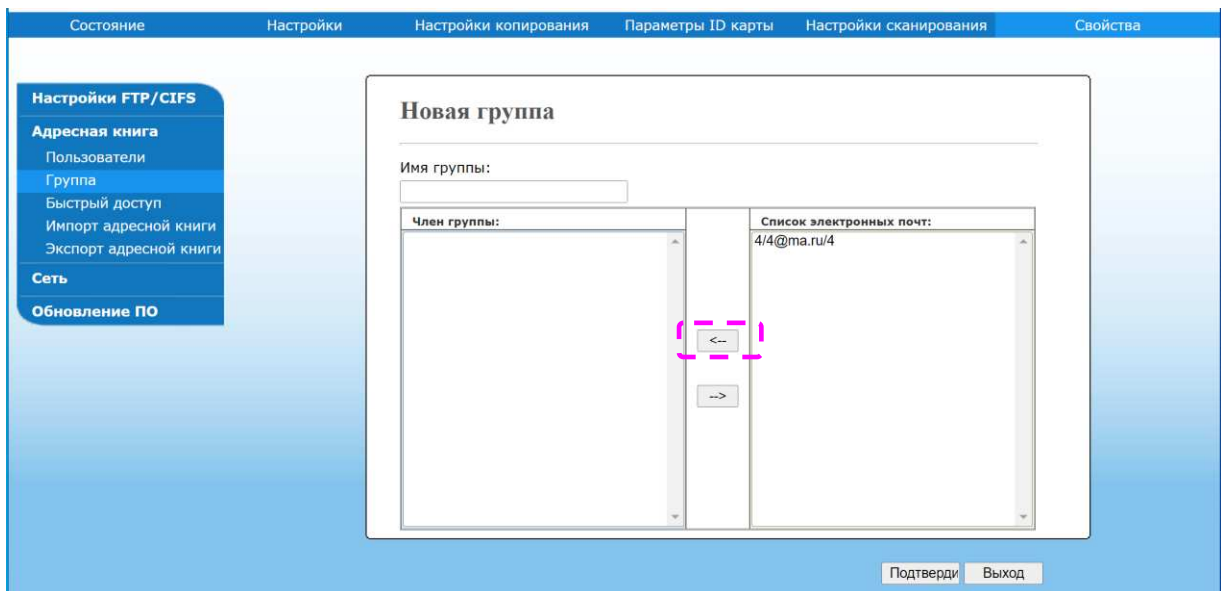 Состояние Настройки Настройки копирования Параметры ID карты Настройки сканирования Свойства
Настройки FTP/CIFS
Адресная книга
Пользователи
Группа
Быстрый доступ
Импорт адресной книги
Экспорт адресной книги
Сеть
Обновление ПО
Новая группа
Имя группы:
Член группы: Список электронных почт:
4/4@ma.ru/4
<--
-->
Подтверди Выход